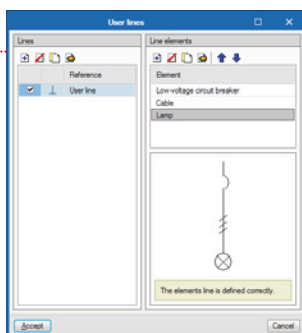 User lines
Lines
Line elements
Reference
User line
Element
Low-voltage circuit breaker
Cable
Lamp
The elements line is defined correctly.
Accept
Cancel